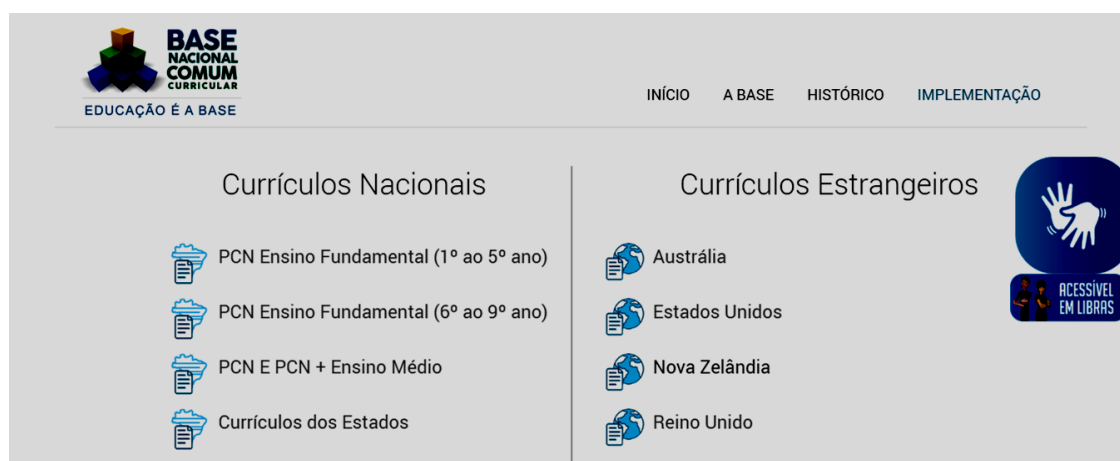 BASE
NACIONAL
COMUM
CURRICULAR
EDUCAÇÃO É A BASE
INÍCIO A BASE HISTÓRICO IMPLEMENTAÇÃO
Currículos Nacionais
PCN Ensino Fundamental (1º ao 5º ano)
PCN Ensino Fundamental (6º ao 9º ano)
PCN E PCN + Ensino Médio
Currículos dos Estados
Currículos Estrangeiros
Austrália
Estados Unidos
Nova Zelândia
Reino Unido
ACESSÍVEL
EM LIBRAS